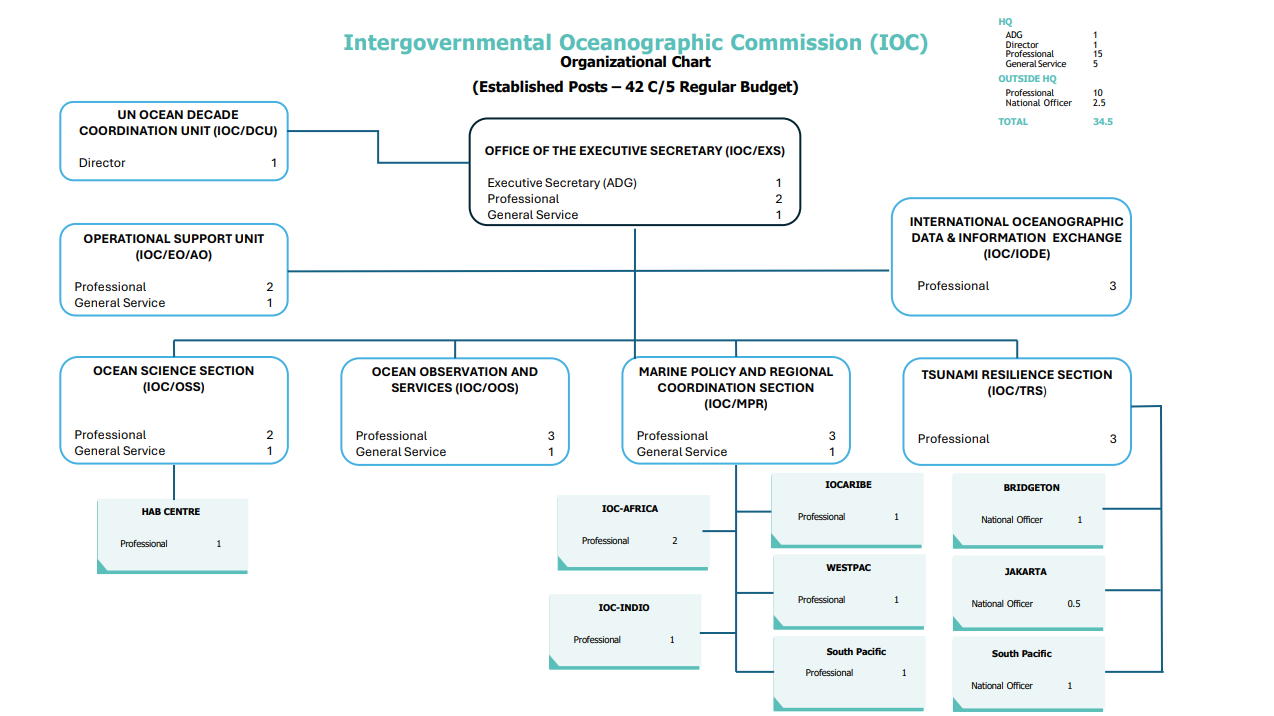 Intergovernmental Oceanographic Commission (IOC)
Organizational Chart
(Established Posts – 42 C/5 Regular Budget)
HQ
ADG 1
Director 1
Professional 15
General Service 5
OUTSIDE HQ
Professional 10
National Officer 2.5
TOTAL 34.5
UN OCEAN DECADE
COORDINATION UNIT (IOC/DCU)
Director 1
OFFICE OF THE EXECUTIVE SECRETARY (IOC/EXS)
Executive Secretary (ADG) 1
Professional 2
General Service 1
OPERATIONAL SUPPORT UNIT
(IOC/EO/AO)
Professional 2
General Service 1
INTERNATIONAL OCEANOGRAPHIC
DATA & INFORMATION EXCHANGE
(IOC/IODE)
Professional 3
OCEAN SCIENCE SECTION
(IOC/OSS)
Professional 2
General Service 1
OCEAN OBSERVATION AND
SERVICES (IOC/OOS)
Professional 3
General Service 1
MARINE POLICY AND REGIONAL
COORDINATION SECTION
(IOC/MPR)
Professional 3
General Service 1
TSUNAMI RESILIENCE SECTION
(IOC/TRS)
Professional 3
HAB CENTRE
Professional 1
IOC-AFRICA
Professional 2
IOC-INDIO
Professional 1
IOCARIBE
Professional 1
WESTPAC
Professional 1
South Pacific
Professional 1
BRIDGETON
National Officer 1
JAKARTA
National Officer 0.5
South Pacific
National Officer 1